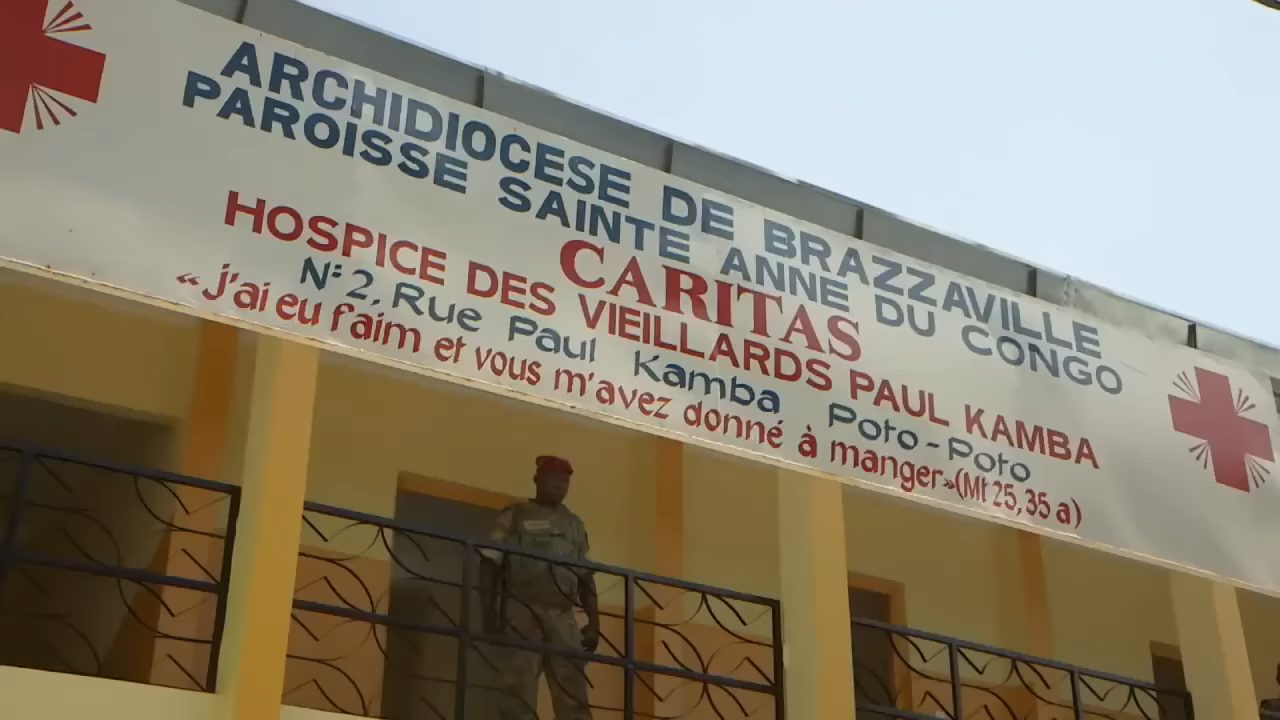 ARCHIDIOCESE DE BRAZZAVILLE
PAROISSE SAINTE ANNE DU CONGO
CARITAS
HOSPICE DES VIEILLARDS PAUL KAMBA
N° 2, Rue Paul Kamba Poto-Poto
« j'ai eu faim et vous m'avez donné à manger » (Mt 25, 35 a)